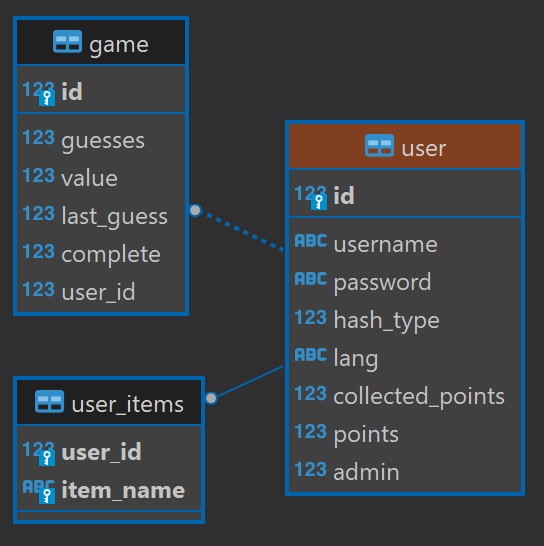 game
123 id
123 guesses
123 value
123 last_guess
123 complete
123 user_id
user
123 id
ABC username
ABC password
123 hash_type
ABC lang
123 collected_points
123 points
123 admin
user_items
123 user_id
ABC item_name